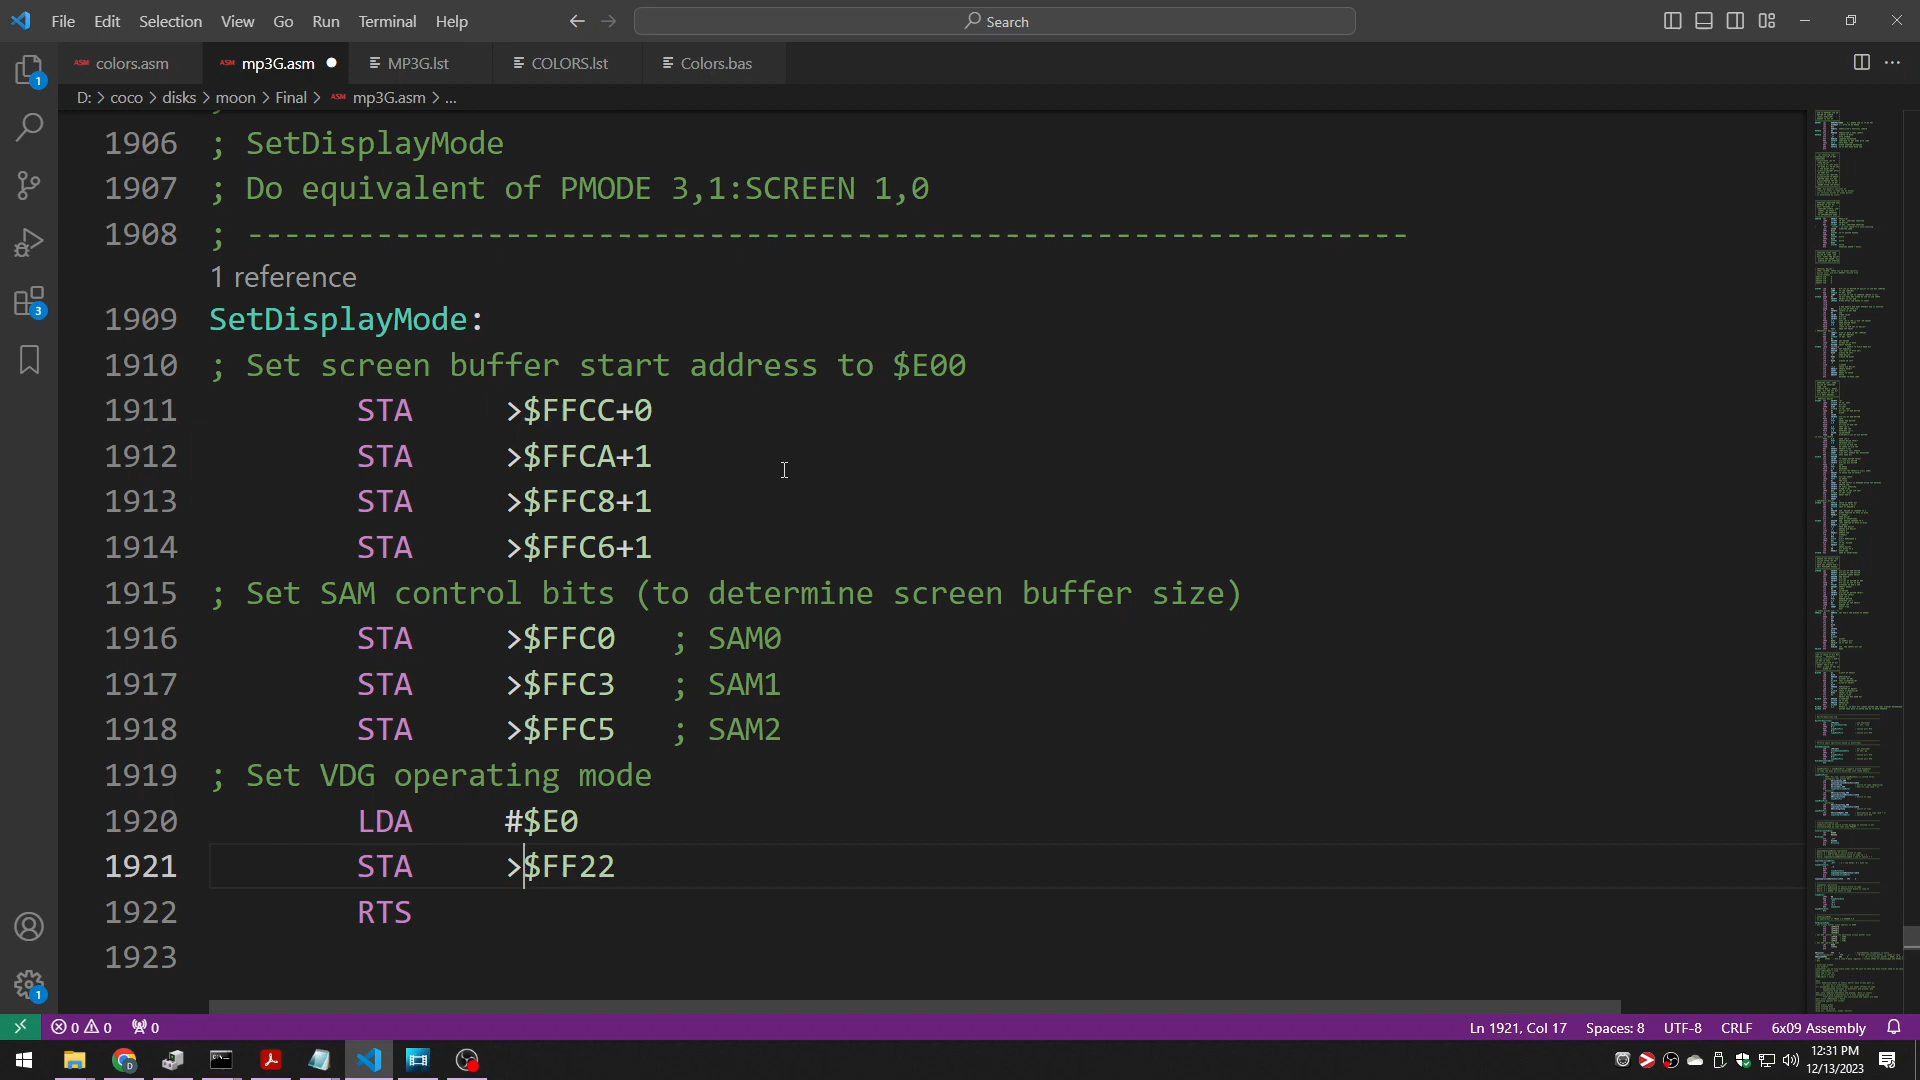 File Edit Selection View Go Run Terminal Help Search
ASM colors.asm ASM mp3G.asm MP3G.lst COLORS.lst Colors.bas
D: > coco > disks > moon > Final > ASM mp3G.asm > ...
1906 ; SetDisplayMode
1907 ; Do equivalent of PMODE 3,1:SCREEN 1,0
1908 ; ---------------------------------------------------------------
1 reference
1909 SetDisplayMode:
1910 ; Set screen buffer start address to $E00
1911 STA >$FFCC+0
1912 STA >$FFCA+1
1913 STA >$FFC8+1
1914 STA >$FFC6+1
1915 ; Set SAM control bits (to determine screen buffer size)
1916 STA >$FFC0 ; SAM0
1917 STA >$FFC3 ; SAM1
1918 STA >$FFC5 ; SAM2
1919 ; Set VDG operating mode
1920 LDA #$E0
1921 STA >$FF22
1922 RTS
1923
1
3
1
0 0 0 Ln 1921, Col 17 Spaces: 8 UTF-8 CRLF 6x09 Assembly
12:31 PM
12/13/2023